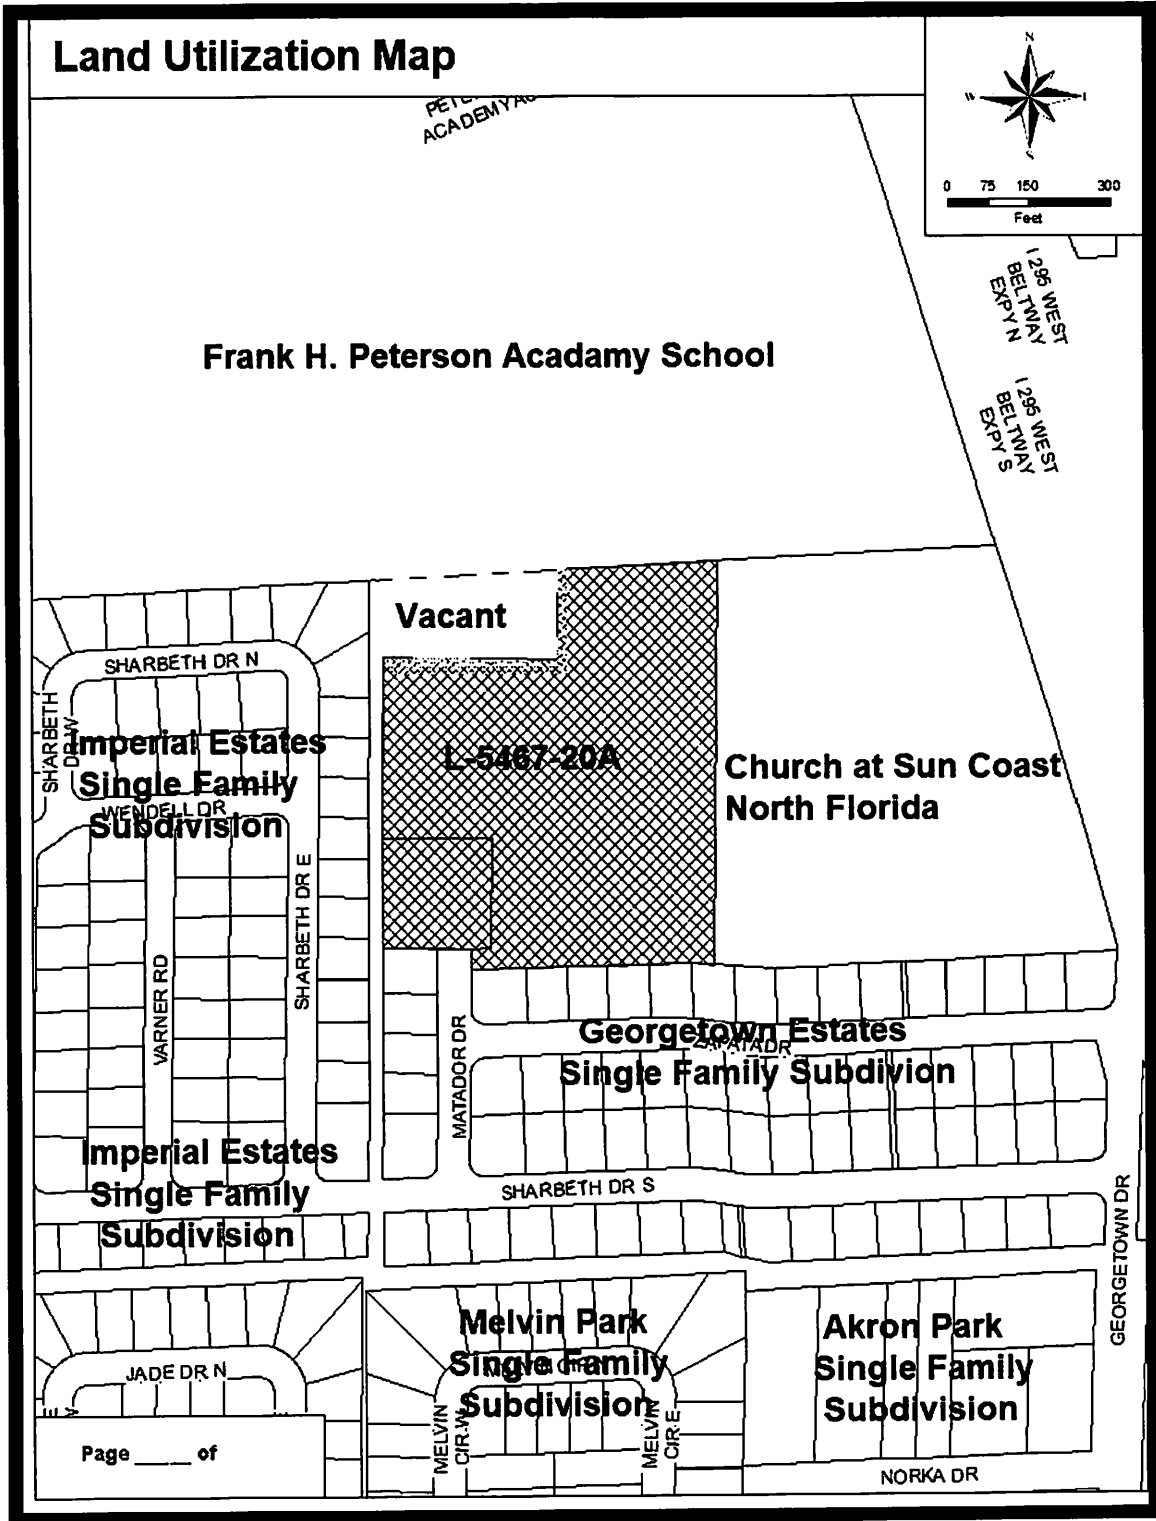 Land Utilization Map
N
W
S
0 75 150 300
Feet
ACADEMY
I 295 WEST
BELTWAY
EXPY N
I 295 WEST
BELTWAY
EXPY S
Frank H. Peterson Acadamy School
Vacant
SHARBETH DR N
SHARBETH
DR W
Imperial Estates
Single Family
Subdivision
WENDELL DR
L-5467-20A
Church at Sun Coast
North Florida
SHARBETH DR E
VARNER RD
MATADOR DR
Georgetown Estates
ZAPATA DR
Single Family Subdivion
Imperial Estates
Single Family
Subdivision
SHARBETH DR S
GEORGETOWN DR
Melvin Park
Single Family
Subdivision
MELVIN
CIR W
MELVIN
CIR E
Akron Park
Single Family
Subdivision
JADE DR N
Page _____ of
NORKA DR